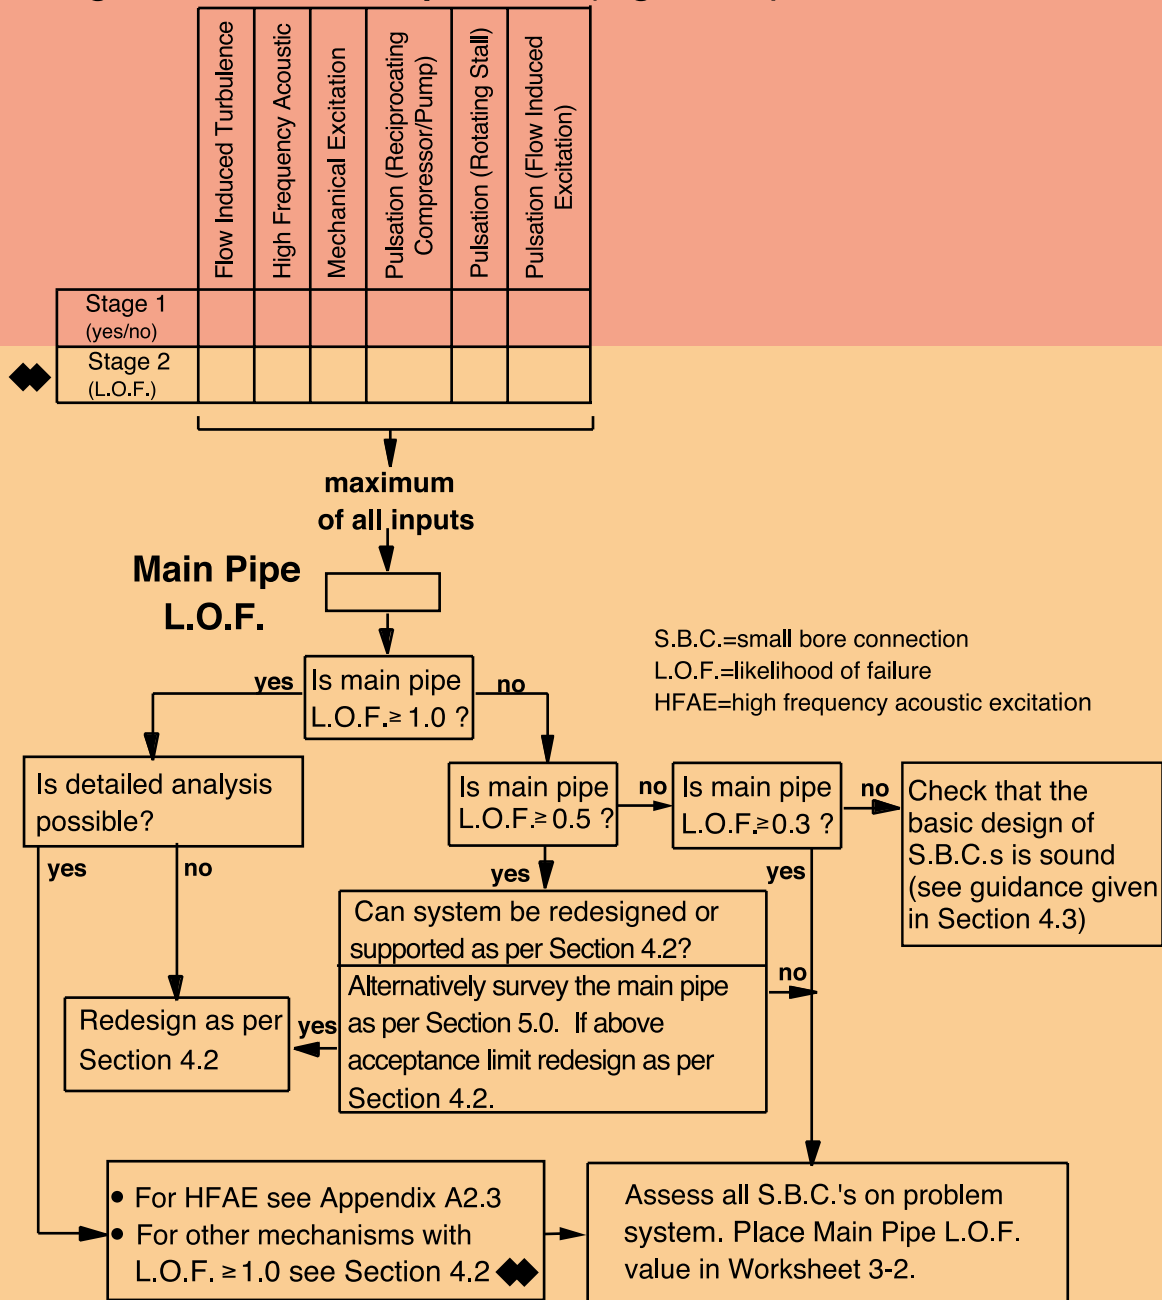 Flow Induced Turbulence
High Frequency Acoustic
Mechanical Excitation
Pulsation (Reciprocating
Compressor/Pump)
Pulsation (Rotating Stall)
Pulsation (Flow Induced
Excitation)
Stage 1
(yes/no)
Stage 2
(L.O.F.)
maximum
of all inputs
Main Pipe
L.O.F.
S.B.C.=small bore connection
L.O.F.=likelihood of failure
HFAE=high frequency acoustic excitation
yes
Is main pipe
L.O.F.≥ 1.0 ?
no
Is detailed analysis
possible?
Is main pipe
L.O.F.≥ 0.5 ?
no
Is main pipe
L.O.F.≥ 0.3 ?
no
Check that the
basic design of
S.B.C.s is sound
(see guidance given
in Section 4.3)
yes
no
yes
yes
Can system be redesigned or
supported as per Section 4.2?
no
Alternatively survey the main pipe
as per Section 5.0. If above
acceptance limit redesign as per
Section 4.2.
yes
Redesign as per
Section 4.2
• For HFAE see Appendix A2.3
• For other mechanisms with
L.O.F. ≥ 1.0 see Section 4.2
Assess all S.B.C.'s on problem
system. Place Main Pipe L.O.F.
value in Worksheet 3-2.